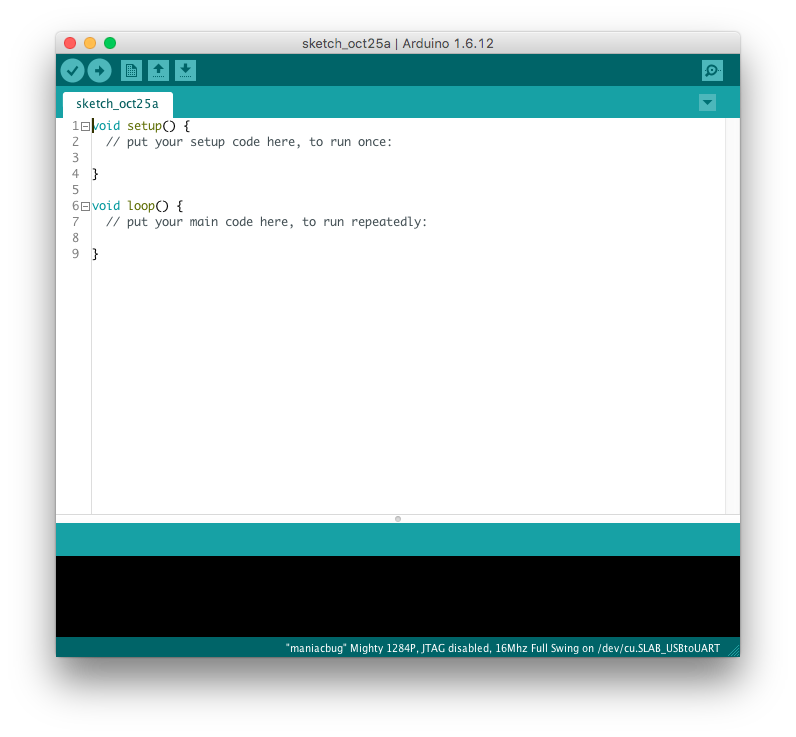 sketch_oct25a | Arduino 1.6.12
sketch_oct25a
1 void setup() {
2   // put your setup code here, to run once:
3
4 }
5
6 void loop() {
7   // put your main code here, to run repeatedly:
8
9 }
"maniacbug" Mighty 1284P, JTAG disabled, 16Mhz Full Swing on /dev/cu.SLAB_USBtoUART